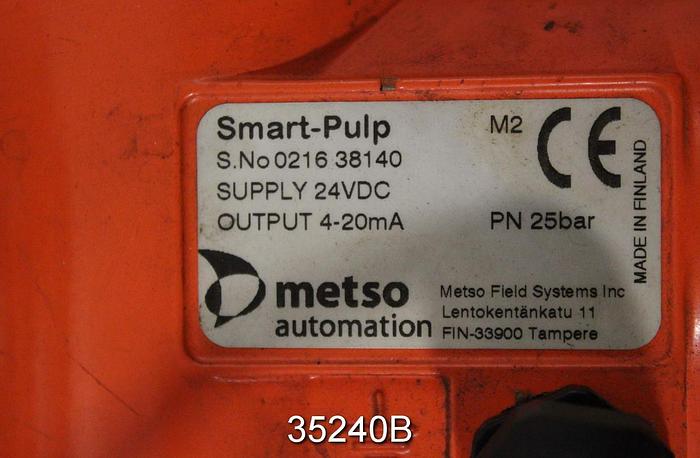 Smart-Pulp
M2
CE
S.No 0216 38140
SUPPLY 24VDC
OUTPUT 4-20mA
PN 25bar
MADE IN FINLAND
metso
automation
Metso Field Systems Inc
Lentokentänkatu 11
FIN-33900 Tampere
35240B